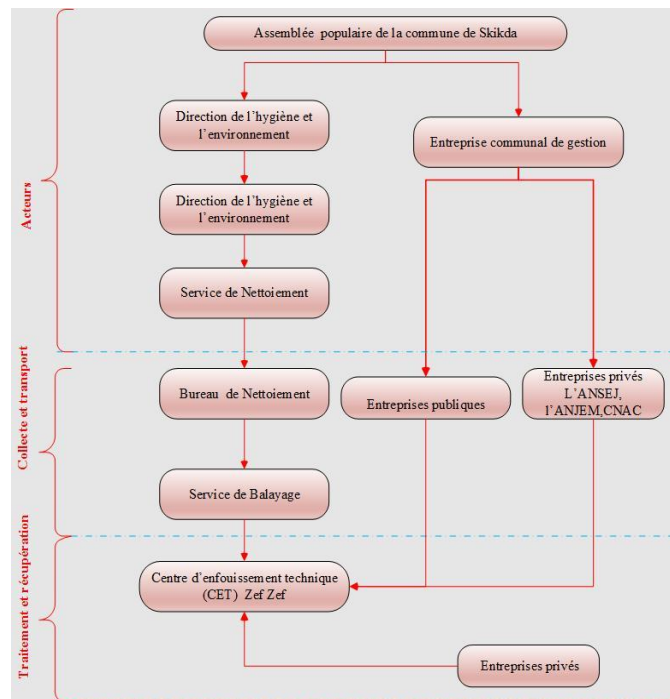 Assemblée populaire de la commune de Skikda
Direction de l'hygiène et
l'environnement
Entreprise communal de gestion
Direction de l'hygiène et
l'environnement
Service de Nettoiement
Acteurs
Bureau de Nettoiement
Entreprises publiques
Entreprises privés
L'ANSEJ,
l'ANJEM,CNAC
Service de Balayage
Collecte et transport
Centre d'enfouissement technique
(CET) Zef Zef
Entreprises privés
Traitement et récupération